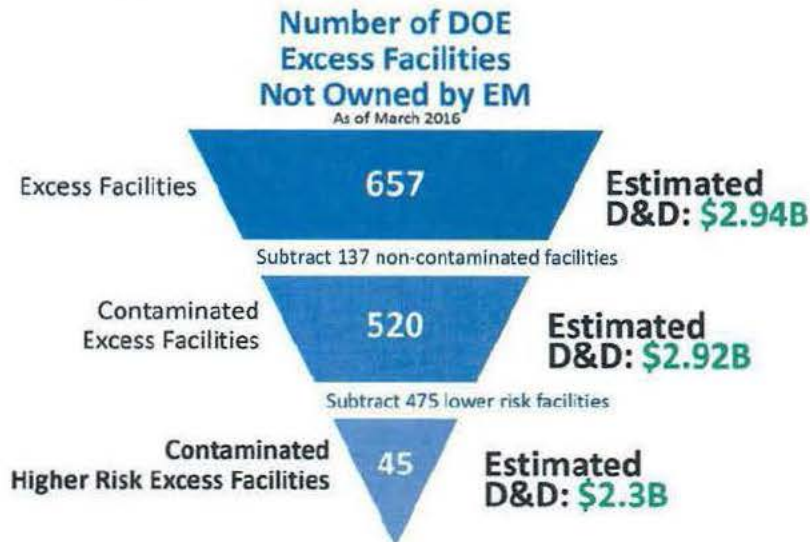 Number of DOE
Excess Facilities
Not Owned by EM
As of March 2016
Excess Facilities
657
Estimated
D&D: $2.94B
Subtract 137 non-contaminated facilities
Contaminated
Excess Facilities
520
Estimated
D&D: $2.92B
Subtract 475 lower risk facilities
Contaminated
Higher Risk Excess Facilities
45
Estimated
D&D: $2.3B